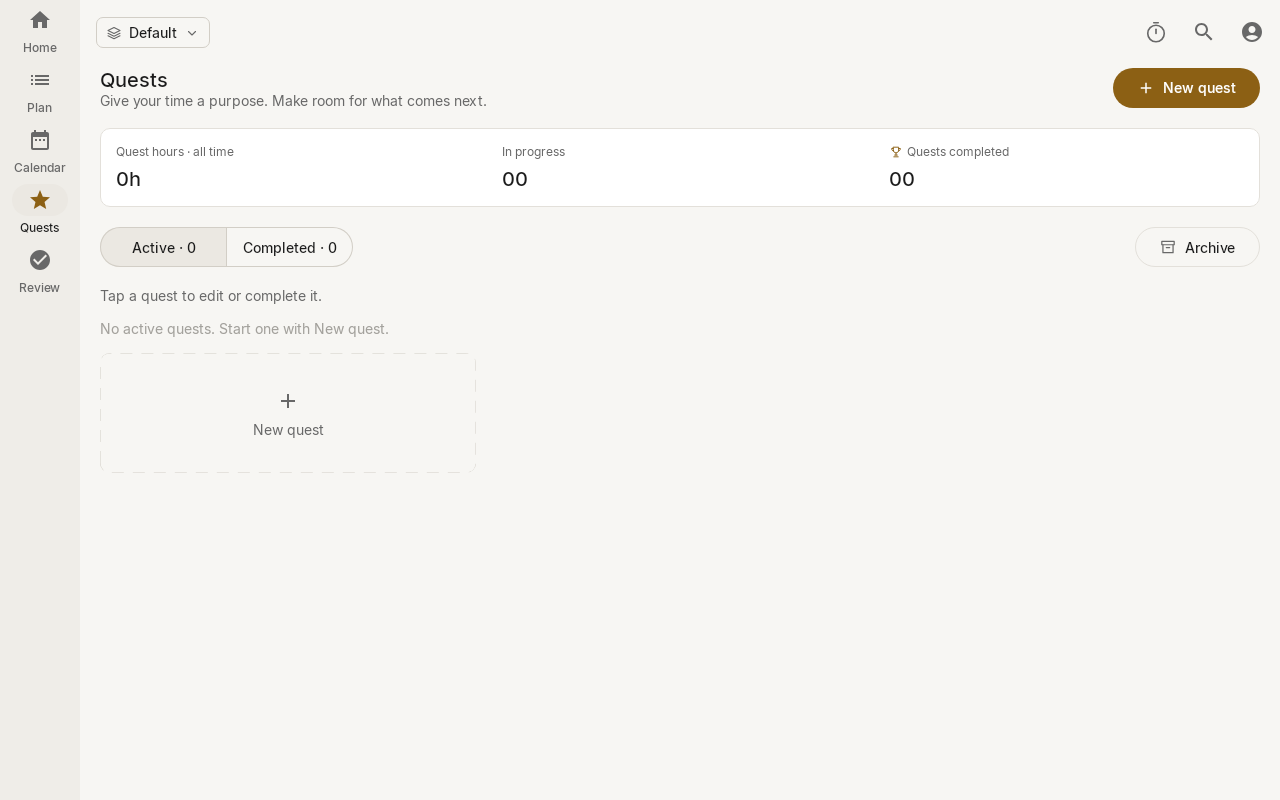 Home
Plan
Calendar
Quests
Review
Default
Quests
Give your time a purpose. Make room for what comes next.
New quest
Quest hours · all time
0h
In progress
00
Quests completed
00
Active · 0
Completed · 0
Archive
Tap a quest to edit or complete it.
No active quests. Start one with New quest.
New quest